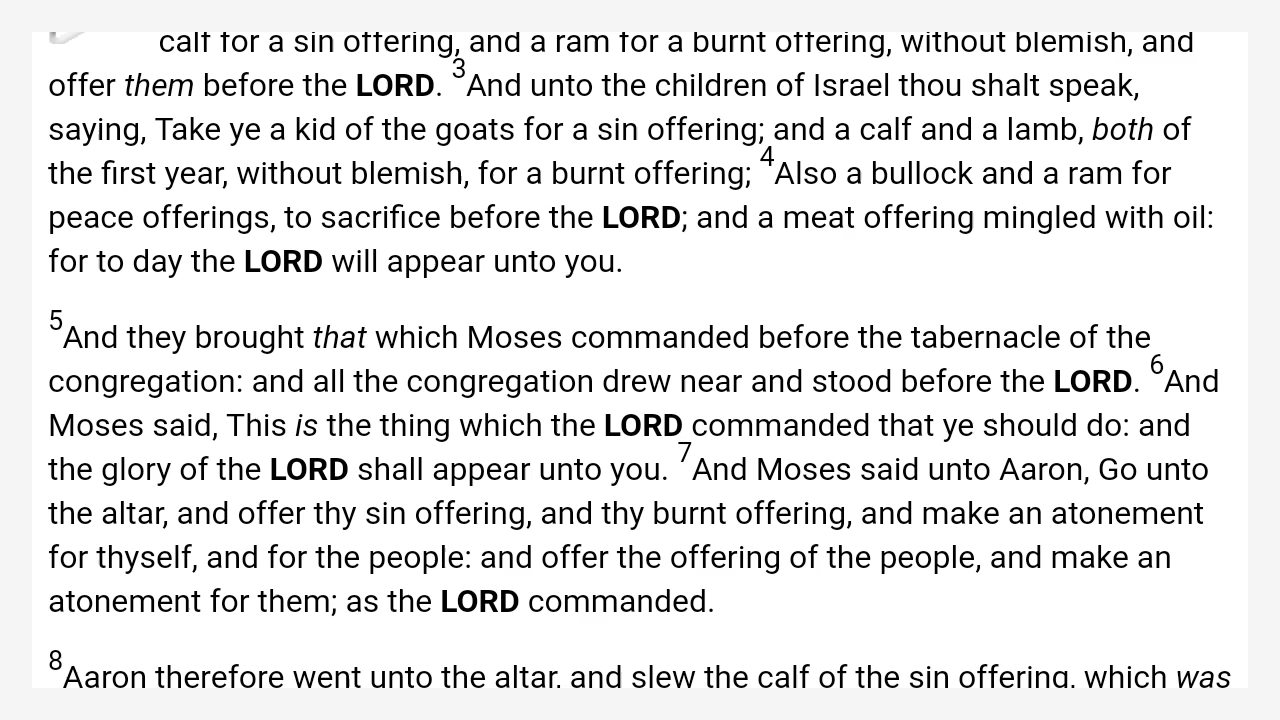 calf for a sin offering, and a ram for a burnt offering, without blemish, and
offer them before the LORD. 3And unto the children of Israel thou shalt speak,
saying, Take ye a kid of the goats for a sin offering; and a calf and a lamb, both of
the first year, without blemish, for a burnt offering; 4Also a bullock and a ram for
peace offerings, to sacrifice before the LORD; and a meat offering mingled with oil:
for to day the LORD will appear unto you.
5And they brought that which Moses commanded before the tabernacle of the
congregation: and all the congregation drew near and stood before the LORD. 6And
Moses said, This is the thing which the LORD commanded that ye should do: and
the glory of the LORD shall appear unto you. 7And Moses said unto Aaron, Go unto
the altar, and offer thy sin offering, and thy burnt offering, and make an atonement
for thyself, and for the people: and offer the offering of the people, and make an
atonement for them; as the LORD commanded.
8Aaron therefore went unto the altar, and slew the calf of the sin offering, which was